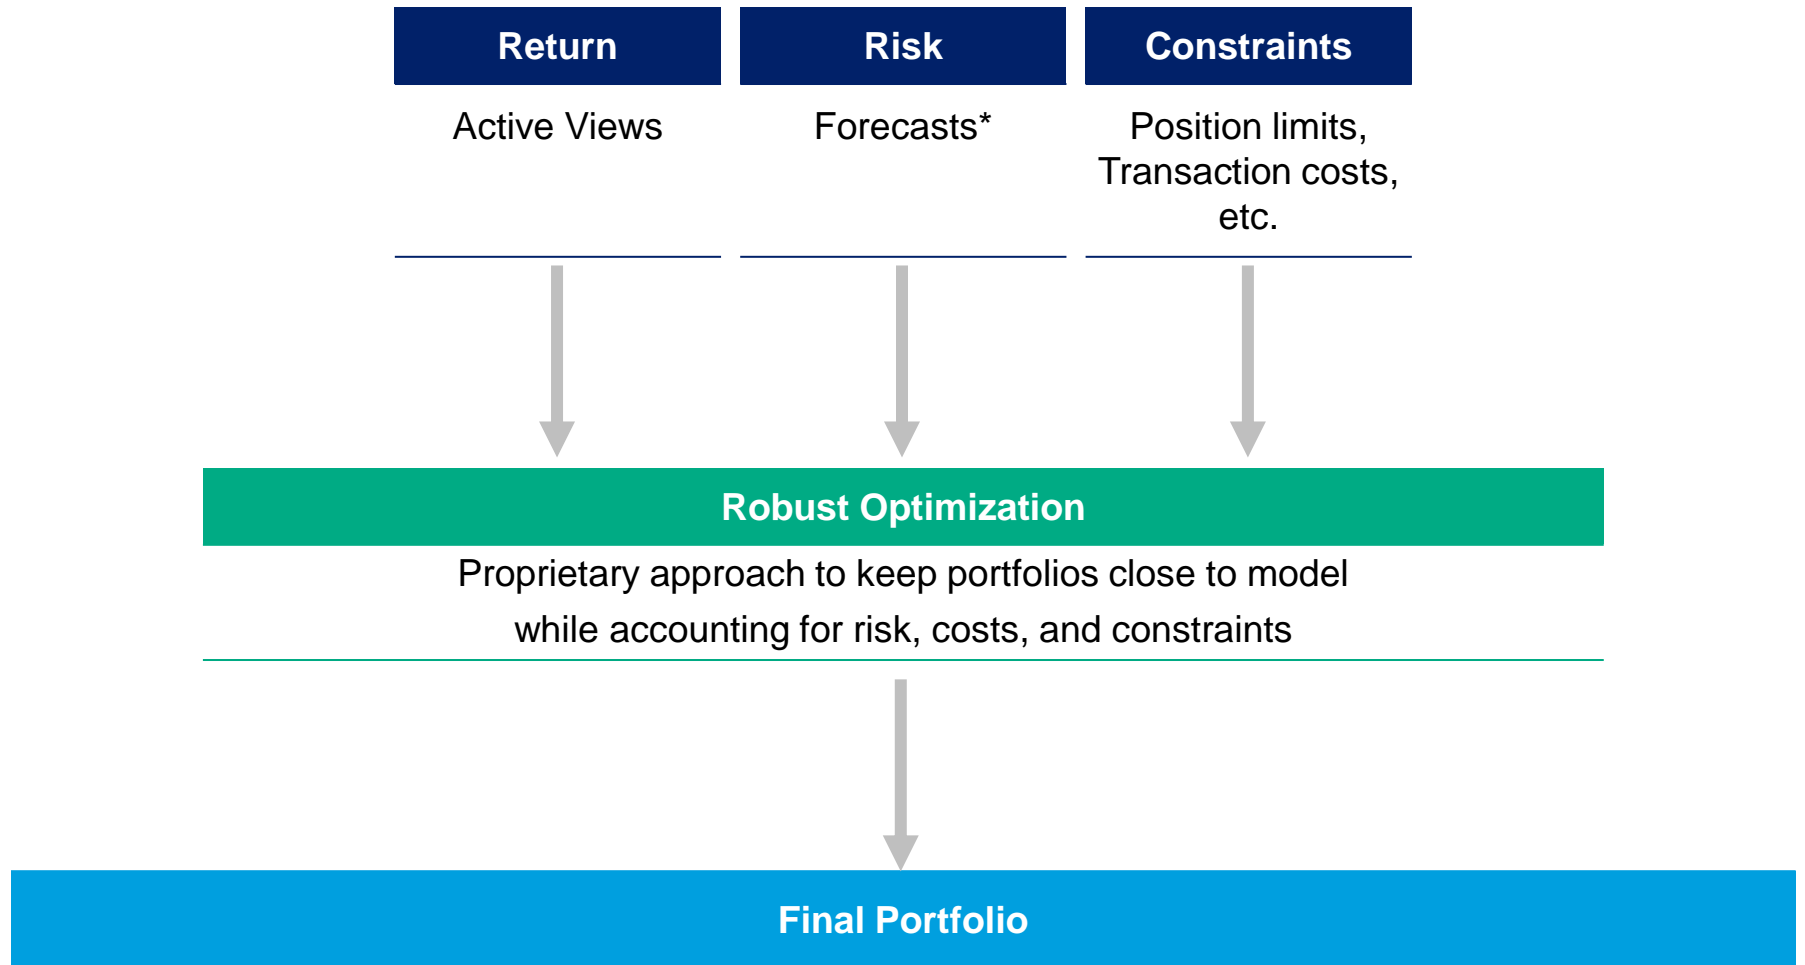 Return
Risk
Constraints
Active Views
Forecasts*
Position limits,
Transaction costs,
etc.
Robust Optimization
Proprietary approach to keep portfolios close to model
while accounting for risk, costs, and constraints
Final Portfolio